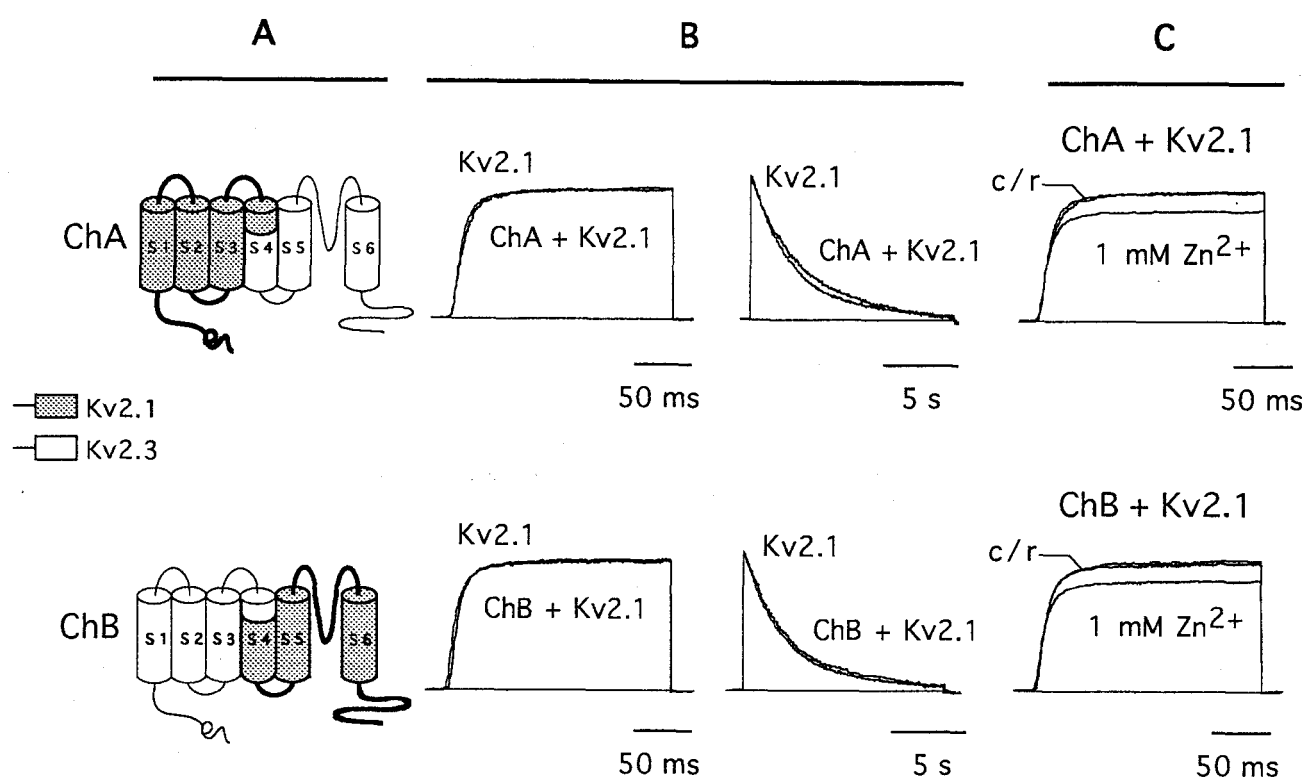 A
B
C
ChA
S1 S2 S3 S4 S5 S6
Kv2.1
ChA + Kv2.1
50 ms
Kv2.1
ChA + Kv2.1
5 s
ChA + Kv2.1
c/r
1 mM Zn²⁺
50 ms
Kv2.1
Kv2.3
ChB
S1 S2 S3 S4 S5 S6
Kv2.1
ChB + Kv2.1
50 ms
Kv2.1
ChB + Kv2.1
5 s
ChB + Kv2.1
c/r
1 mM Zn²⁺
50 ms